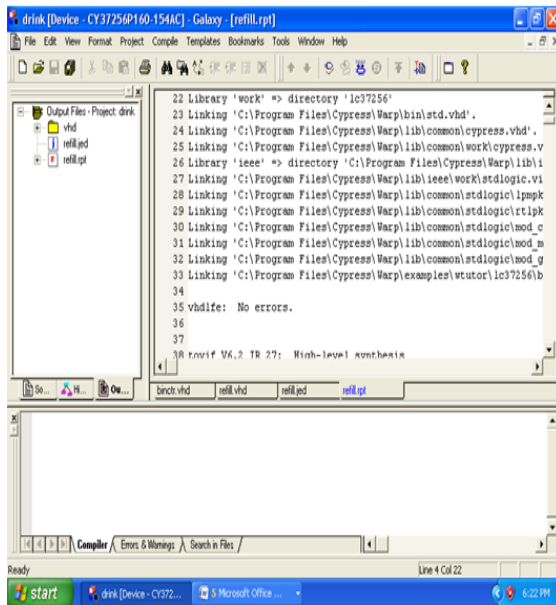 drink [Device - CY37256P160-154AC] - Galaxy - [refill.rpt]
File Edit View Format Project Compile Templates Bookmarks Tools Window Help
Output Files - Project: drink
vhd
refill.jed
refill.rpt
22 Library 'work' => directory 'lc37256'
23 Linking 'C:\Program Files\Cypress\Warp\bin\std.vhd'.
24 Linking 'C:\Program Files\Cypress\Warp\lib\common\cypress.vhd'.
25 Linking 'C:\Program Files\Cypress\Warp\lib\common\work\cypress.v
26 Library 'ieee' => directory 'C:\Program Files\Cypress\Warp\lib\i
27 Linking 'C:\Program Files\Cypress\Warp\lib\ieee\work\stdlogic.vi
28 Linking 'C:\Program Files\Cypress\Warp\lib\common\stdlogic\lpmpk
29 Linking 'C:\Program Files\Cypress\Warp\lib\common\stdlogic\rtlpk
30 Linking 'C:\Program Files\Cypress\Warp\lib\common\stdlogic\mod_c
31 Linking 'C:\Program Files\Cypress\Warp\lib\common\stdlogic\mod_m
32 Linking 'C:\Program Files\Cypress\Warp\lib\common\stdlogic\mod_g
33 Linking 'C:\Program Files\Cypress\Warp\examples\wtutor\lc37256\b
34
35 vhdlfe: No errors.
36
37
38 tovif V6.2 IR 27: High-level synthesis
So... Hi... Ou...
binctr.vhd refill.vhd refill.jed refill.rpt
Compiler Errors & Warnings Search in Files
Ready Line 4 Col 22
start drink [Device - CY372... 5 Microsoft Office ... 6:22 PM